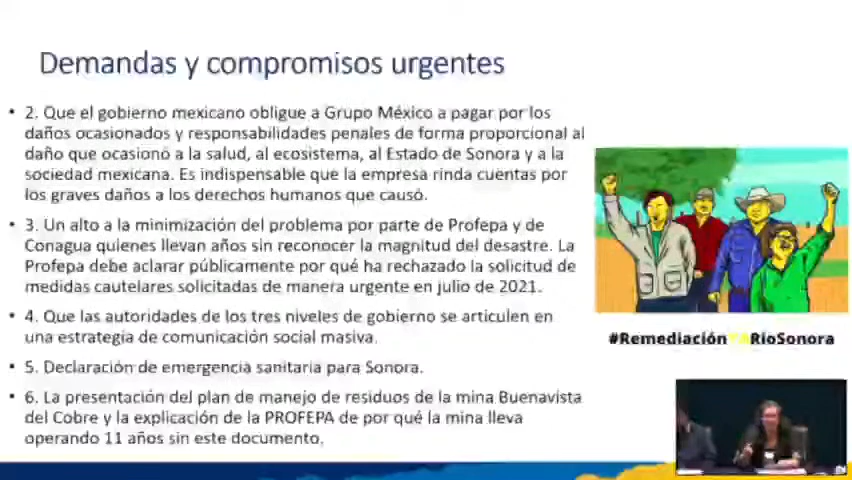 Demandas y compromisos urgentes
• 2. Que el gobierno mexicano obligue a Grupo México a pagar por los
daños ocasionados y responsabilidades penales de forma proporcional al
daño que ocasionó a la salud, al ecosistema, al Estado de Sonora y a la
sociedad mexicana. Es indispensable que la empresa rinda cuentas por
los graves daños a los derechos humanos que causó.
• 3. Un alto a la minimización del problema por parte de Profepa y de
Conagua quienes llevan años sin reconocer la magnitud del desastre. La
Profepa debe aclarar públicamente por qué ha rechazado la solicitud de
medidas cautelares solicitadas de manera urgente en julio de 2021.
• 4. Que las autoridades de los tres niveles de gobierno se articulen en
una estrategia de comunicación social masiva.
• 5. Declaración de emergencia sanitaria para Sonora.
• 6. La presentación del plan de manejo de residuos de la mina Buenavista
del Cobre y la explicación de la PROFEPA de por qué la mina lleva
operando 11 años sin este documento.
#RemediaciónYARíoSonora